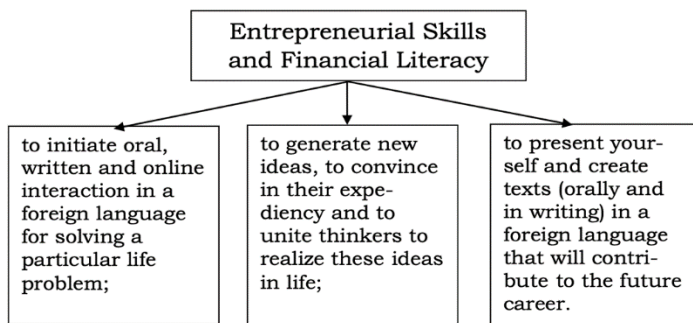 Entrepreneurial Skills
and Financial Literacy
to initiate oral,
written and online
interaction in a
foreign language
for solving a
particular life
problem;
to generate new
ideas, to convince
in their expe-
diency and to
unite thinkers to
realize these ideas
in life;
to present your-
self and create
texts (orally and
in writing) in a
foreign language
that will contri-
bute to the future
career.